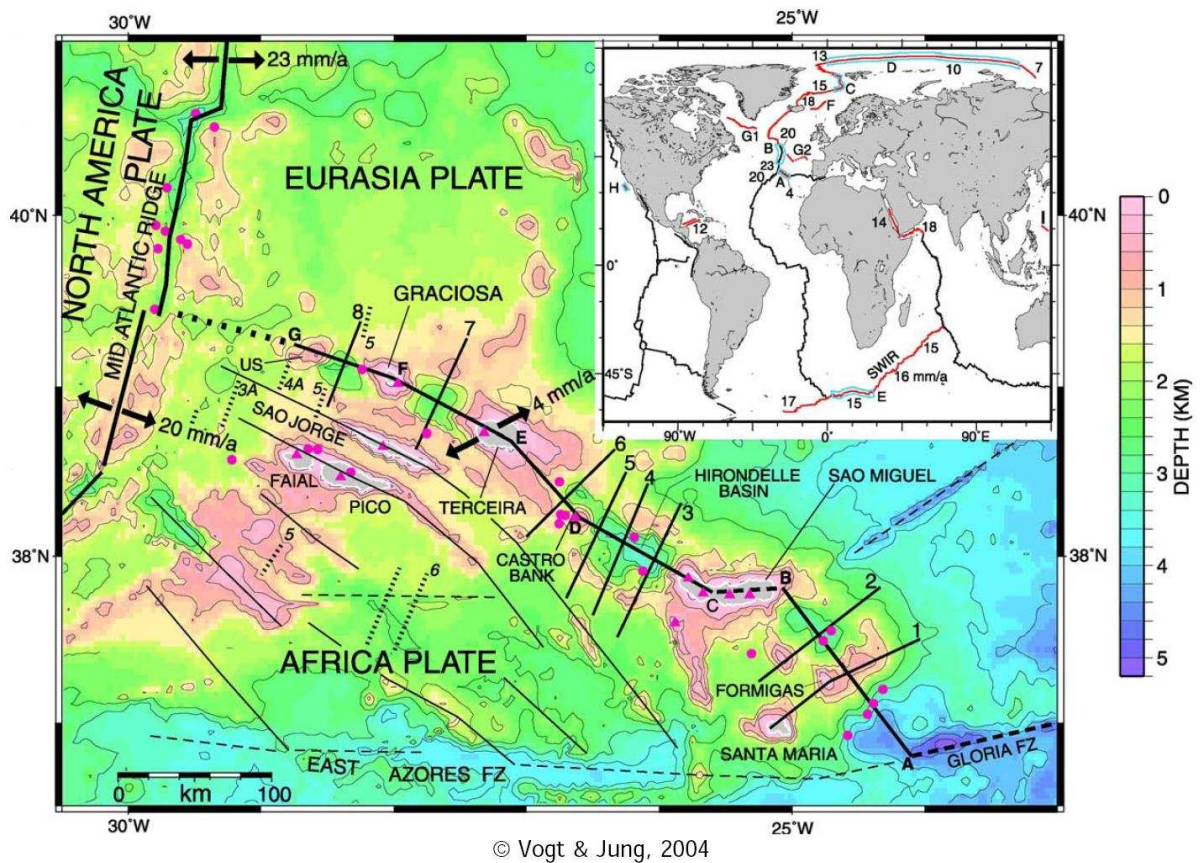 30°W
25°W
23 mm/a
NORTH AMERICA
PLATE
MID ATLANTIC RIDGE
EURASIA PLATE
40°N
GRACIOSA
8
5
7
G
F
US
3A
4A
5
SAO JORGE
20 mm/a
4 mm/a
E
FAIAL
PICO
TERCEIRA
6
5
4
3
HIRONDELLE
BASIN
SAO MIGUEL
D
CASTRO
BANK
38°N
38°N
5
6
C
B
2
1
AFRICA PLATE
FORMIGAS
SANTA MARIA
A
GLORIA FZ
EAST
AZORES FZ
0
km
100
30°W
25°W
13
D
10
7
15
C
18
F
G1
20
B
G2
23
20
A
4
H
12
14
18
I
0°
45°S
SWIR
15
16 mm/a
17
15
E
90°W
0°
90°E
40°N
0
1
2
3
4
5
DEPTH (KM)
© Vogt & Jung, 2004